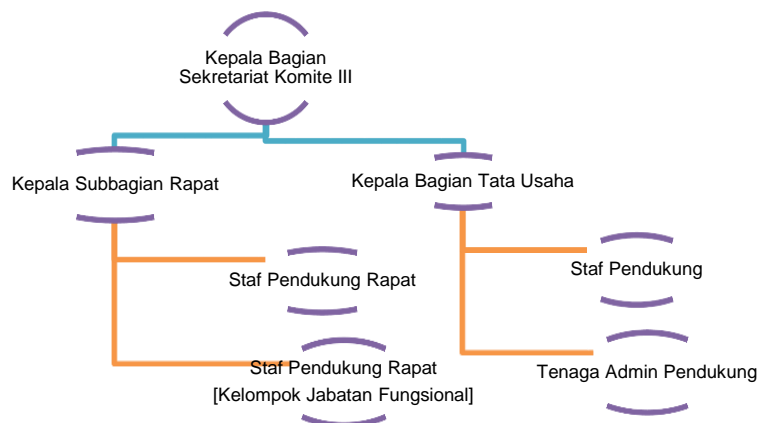 Kepala Bagian
Sekretariat Komite III
Kepala Subbagian Rapat
Kepala Bagian Tata Usaha
Staf Pendukung Rapat
Staf Pendukung
Staf Pendukung Rapat
[Kelompok Jabatan Fungsional]
Tenaga Admin Pendukung